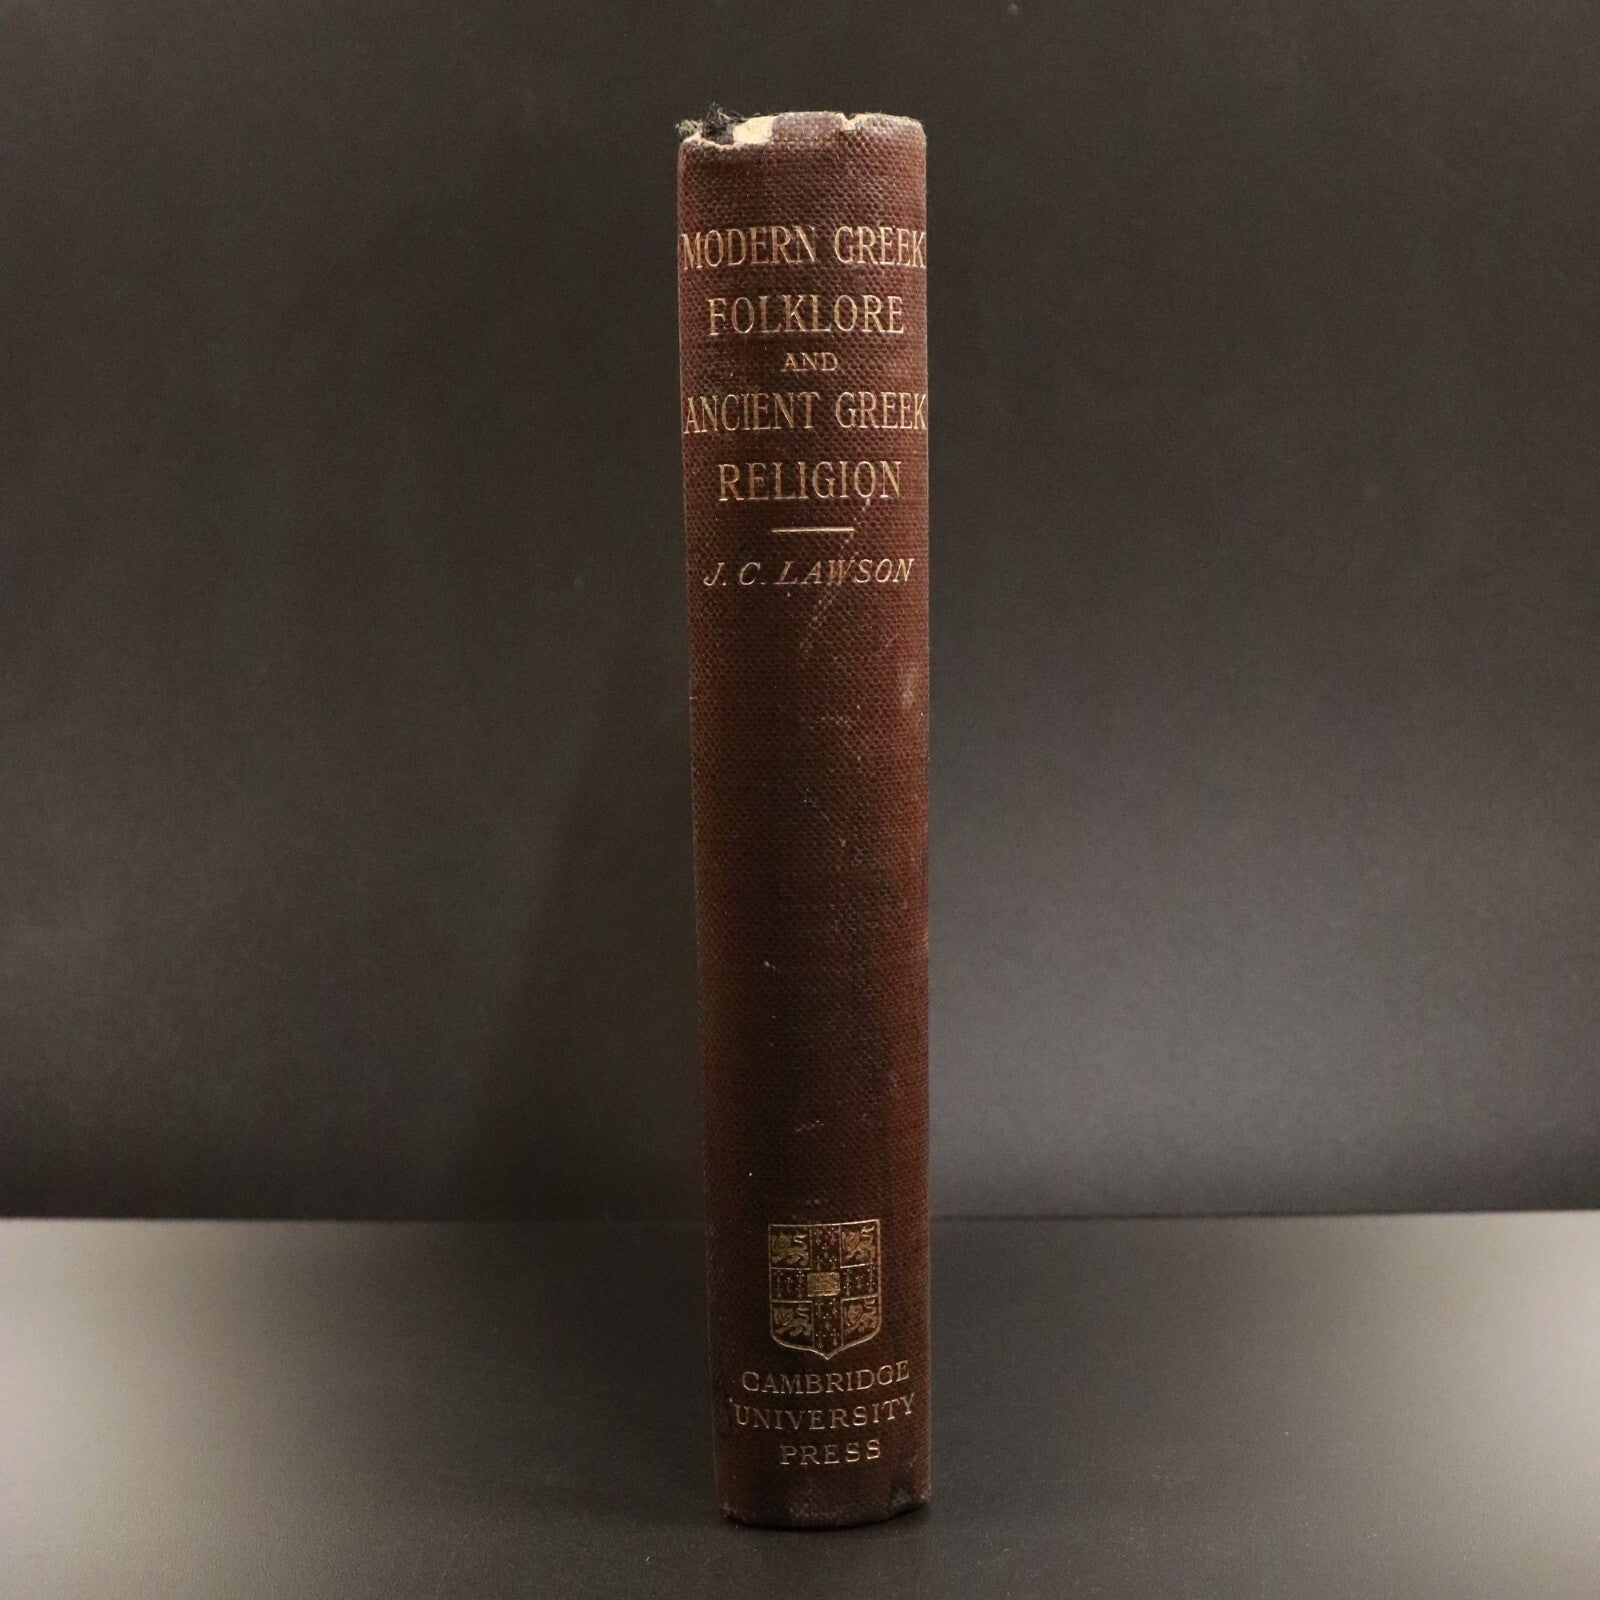 MODERN GREEK
FOLKLORE
AND
ANCIENT GREEK
RELIGION
J. C. LAWSON
CAMBRIDGE
UNIVERSITY
PRESS